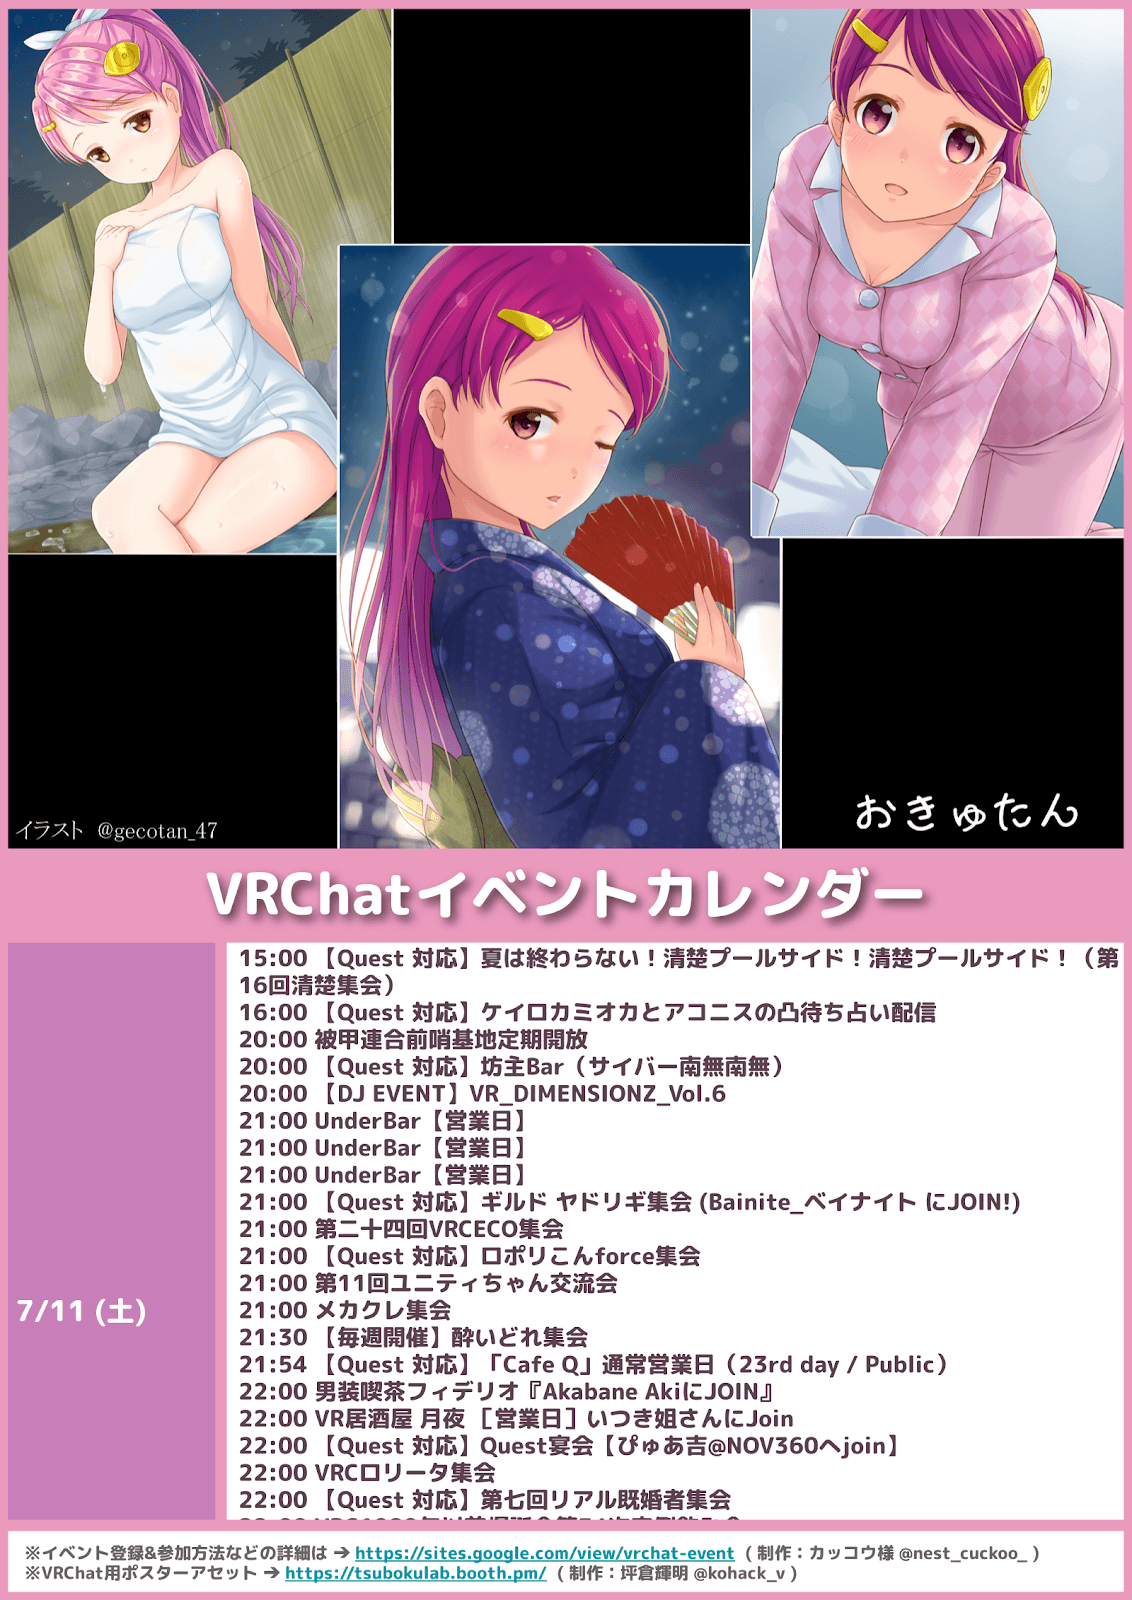 イラスト @gecotan_47
おきゅたん
VRChatイベントカレンダー
7/11 (土)
15:00 【Quest 対応】夏は終わらない！清楚プールサイド！清楚プールサイド！（第
16回清楚集会）
16:00 【Quest 対応】ケイロカミオカとアコニスの凸待ち占い配信
20:00 被甲連合前哨基地定期開放
20:00 【Quest 対応】坊主Bar（サイバー南無南無）
20:00 【DJ EVENT】VR_DIMENSIONZ_Vol.6
21:00 UnderBar【営業日】
21:00 UnderBar【営業日】
21:00 UnderBar【営業日】
21:00 【Quest 対応】ギルド ヤドリギ集会 (Bainite_ベイナイト にJOIN!)
21:00 第二十四回VRCECO集会
21:00 【Quest 対応】ロポリこんforce集会
21:00 第11回ユニティちゃん交流会
21:00 メカクレ集会
21:30 【毎週開催】酔いどれ集会
21:54 【Quest 対応】「Cafe Q」通常営業日（23rd day / Public）
22:00 男装喫茶フィデリオ『Akabane AkiにJOIN』
22:00 VR居酒屋 月夜 ［営業日］いつき姐さんにJoin
22:00 【Quest 対応】Quest宴会【ぴゅあ吉@NOV360へjoin】
22:00 VRCロリータ集会
22:00 【Quest 対応】第七回リアル既婚者集会
※イベント登録&参加方法などの詳細は ➔ https://sites.google.com/view/vrchat-event ( 制作：カッコウ様 @nest_cuckoo_ )
※VRChat用ポスターアセット ➔ https://tsubokulab.booth.pm/ ( 制作：坪倉輝明 @kohack_v )